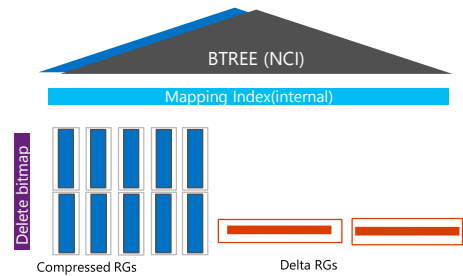 BTREE (NCI)
Mapping Index(internal)
Delete bitmap
Compressed RGs
Delta RGs